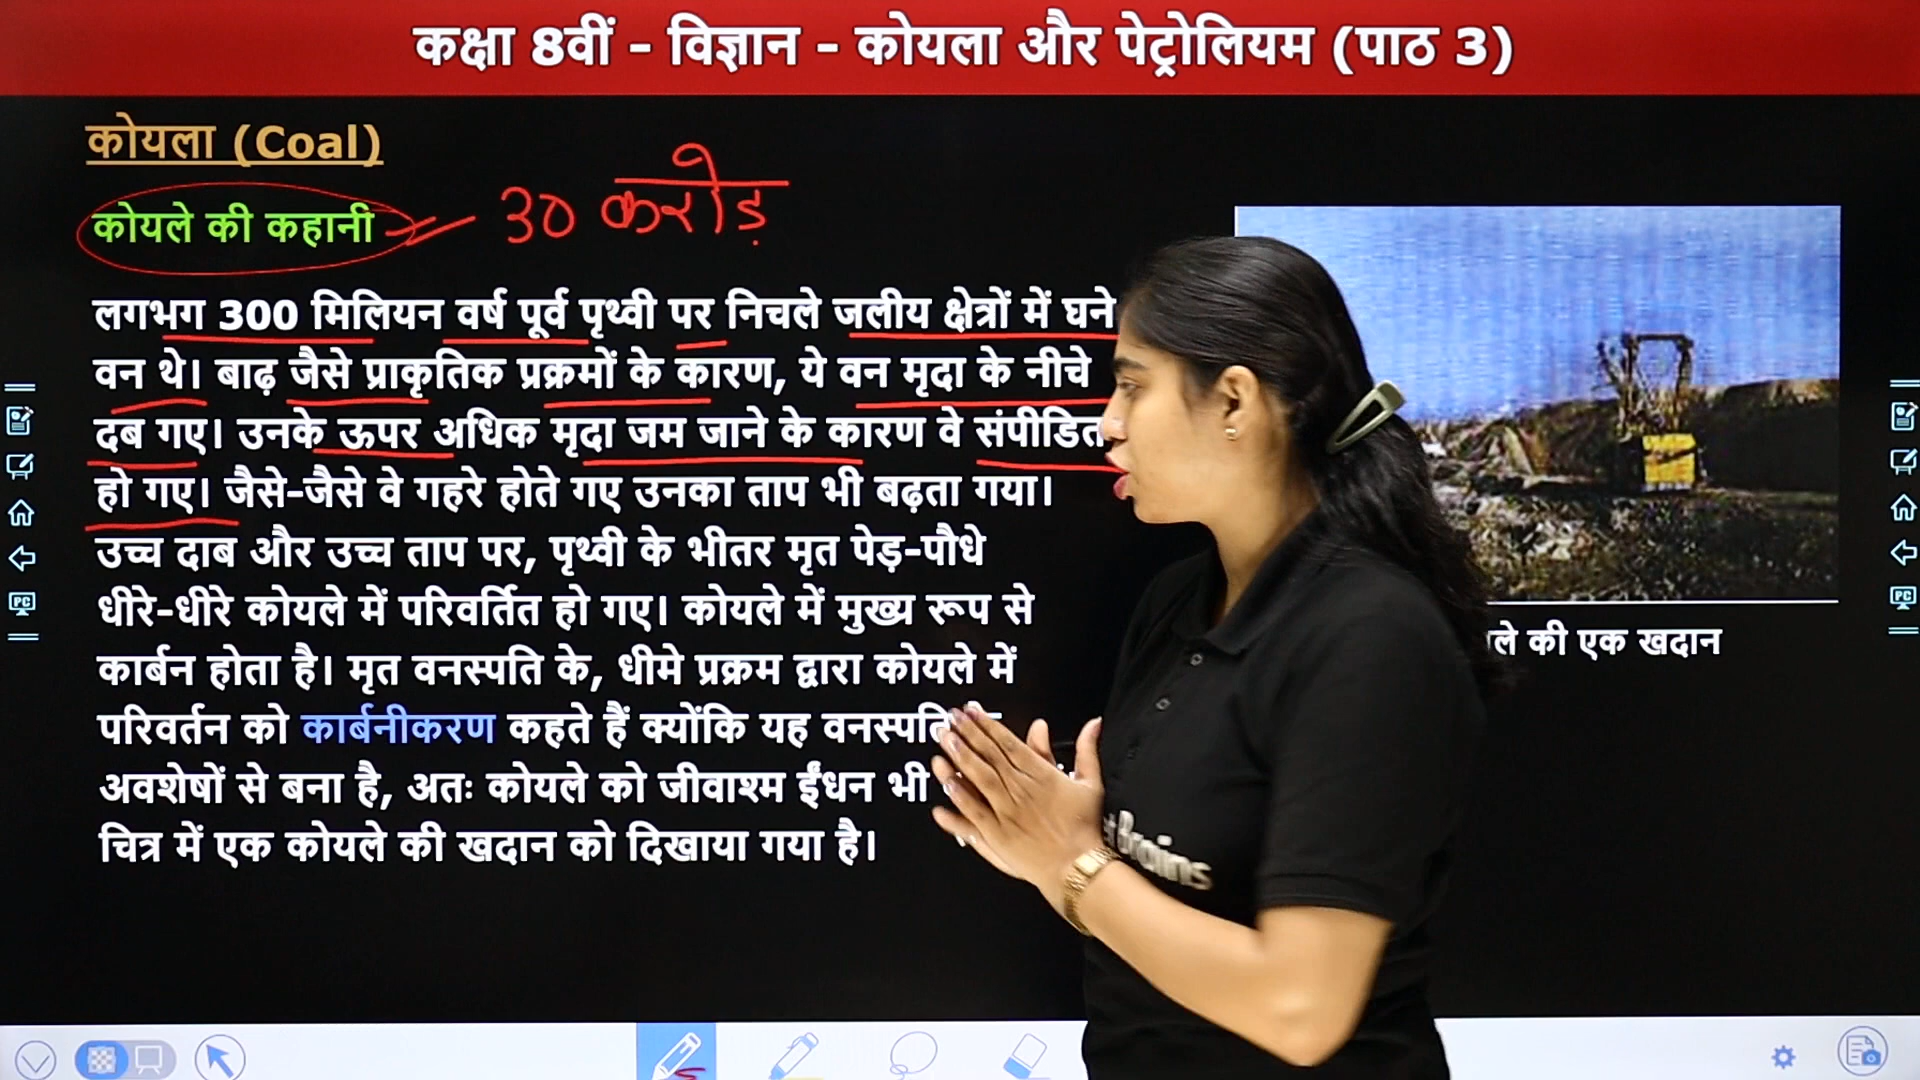 कक्षा 8वीं - विज्ञान - कोयला और पेट्रोलियम (पाठ 3)
कोयला (Coal)
कोयले की कहानी
30 करोड़
लगभग 300 मिलियन वर्ष पूर्व पृथ्वी पर निचले जलीय क्षेत्रों में घने
वन थे। बाढ़ जैसे प्राकृतिक प्रक्रमों के कारण, ये वन मृदा के नीचे
दब गए। उनके ऊपर अधिक मृदा जम जाने के कारण वे संपीडित
हो गए। जैसे-जैसे वे गहरे होते गए उनका ताप भी बढ़ता गया।
उच्च दाब और उच्च ताप पर, पृथ्वी के भीतर मृत पेड़-पौधे
धीरे-धीरे कोयले में परिवर्तित हो गए। कोयले में मुख्य रूप से
कार्बन होता है। मृत वनस्पति के, धीमे प्रक्रम द्वारा कोयले में
परिवर्तन को कार्बनीकरण कहते हैं क्योंकि यह वनस्पति
अवशेषों से बना है, अतः कोयले को जीवाश्म ईंधन भी
चित्र में एक कोयले की खदान को दिखाया गया है।
की एक खदान
Brains
PC
PC